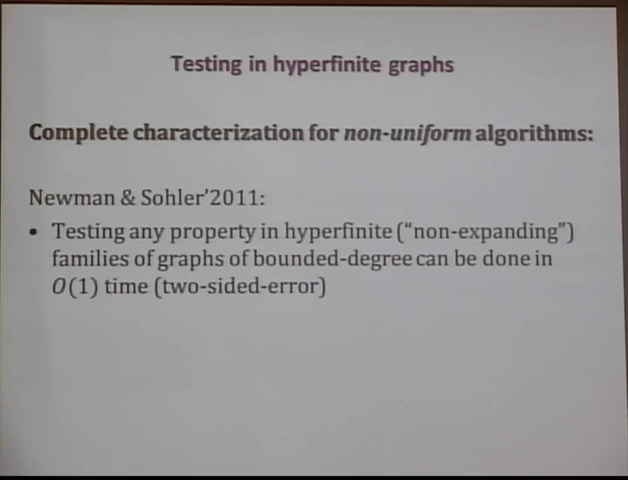 Testing in hyperfinite graphs
Complete characterization for non-uniform algorithms:
Newman & Sohler'2011:
• Testing any property in hyperfinite (“non-expanding”)
families of graphs of bounded-degree can be done in
O(1) time (two-sided-error)